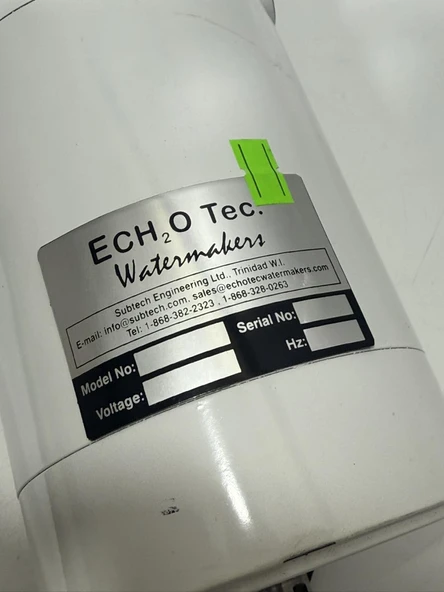 ECH₂O Tec.
Watermakers
Subtech Engineering Ltd., Trinidad W.I.
E-mail: info@subtech.com, sales@echotecwatermakers.com
Tel: 1-868-382-2323 , 1-868-328-0263
Model No:
Serial No:
Voltage:
Hz: